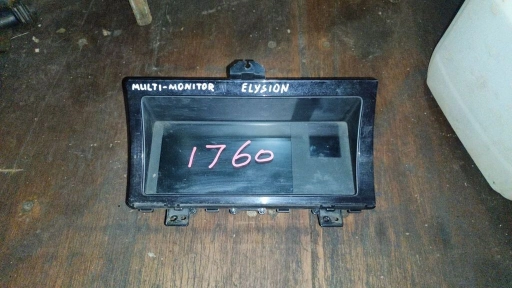 MULTI-MONITOR ELYSION
1760